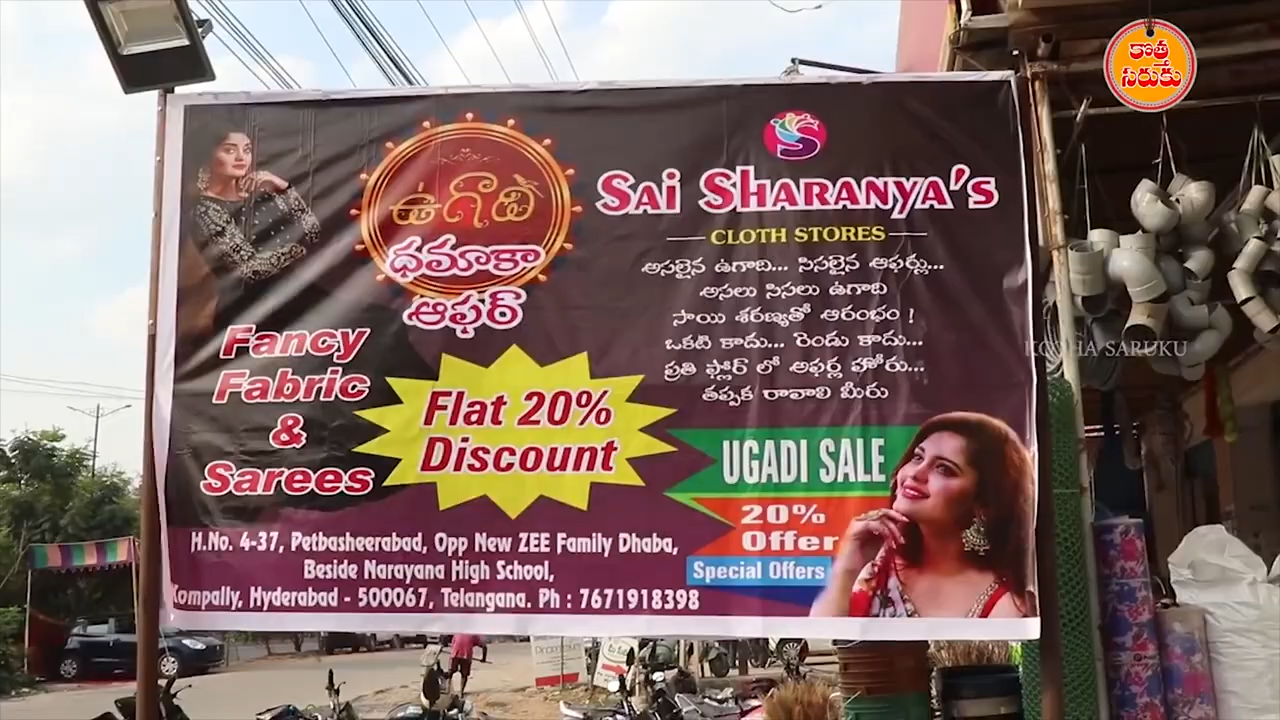 కొత్త
సరుకు
ఉగాది
ధమాకా
ఆఫర్
Fancy
Fabric
&
Sarees
Flat 20%
Discount
S
Sai Sharanya's
CLOTH STORES
అసలైన ఉగాది... సిసలైన ఆఫర్లు...
అసలు సిసలు ఉగాది
సాయి శరణ్యతో ఆరంభం !
ఒకటి కాదు... రెండు కాదు...
ప్రతి ఫ్లోర్ లో అఫర్ల హోరు...
తప్పక రావాలి మీరు
KOTHA SARUKU
UGADI SALE
20%
Offer
Special Offers
H.No. 4-37, Petbasheerabad, Opp New ZEE Family Dhaba,
Beside Narayana High School,
Kompally, Hyderabad - 500067, Telangana. Ph : 7671918398